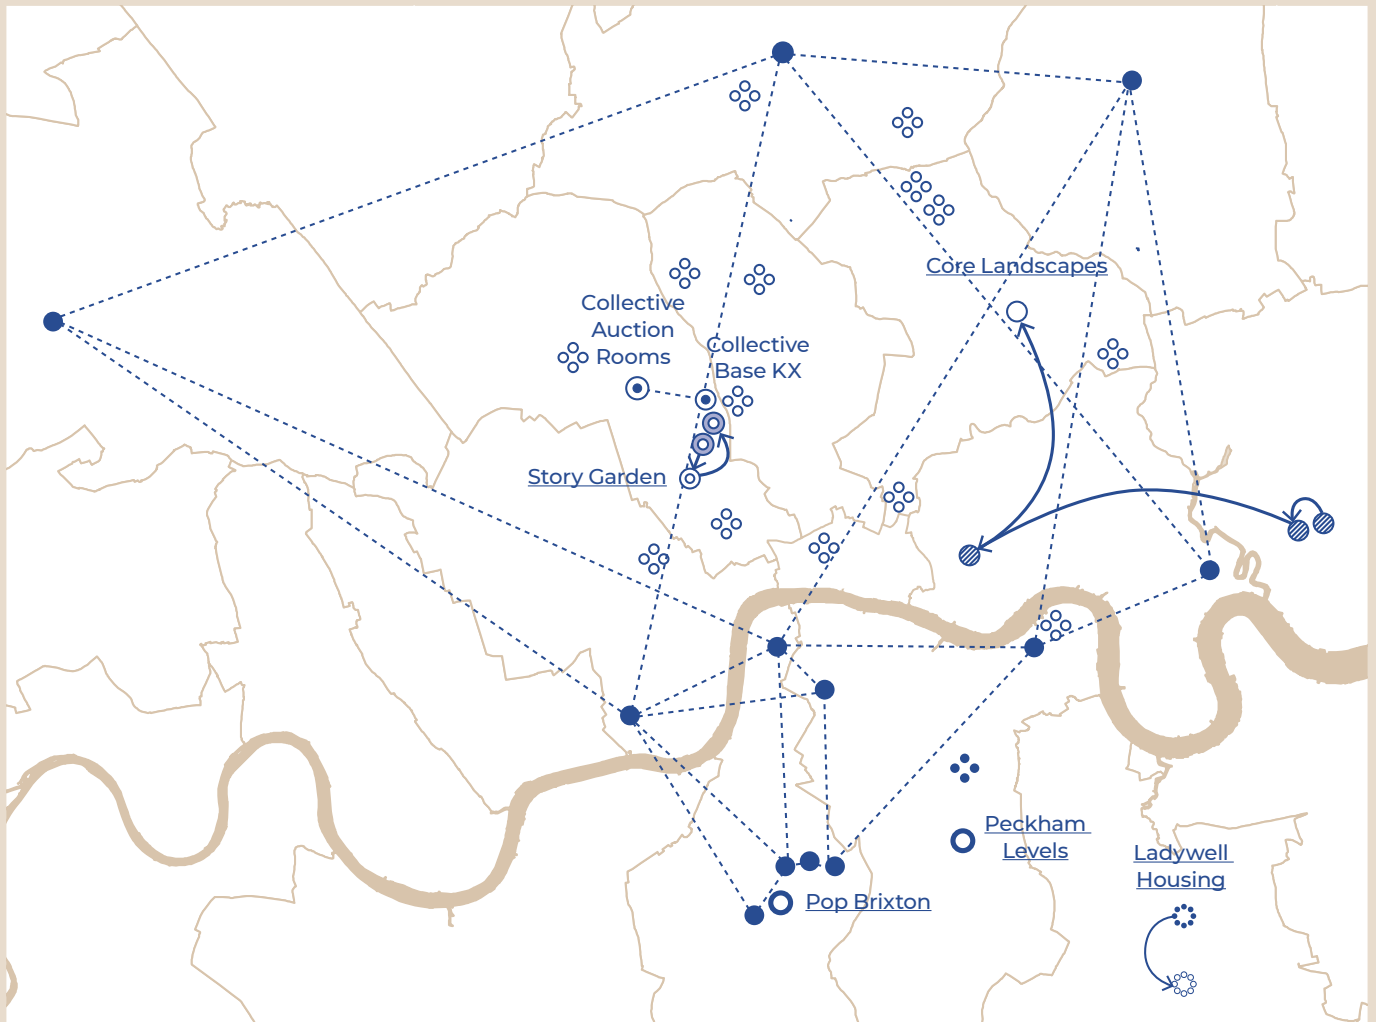 Core Landscapes
Collective
Auction
Rooms
Collective
Base KX
Story Garden
Peckham
Levels
Ladywell
Housing
Pop Brixton